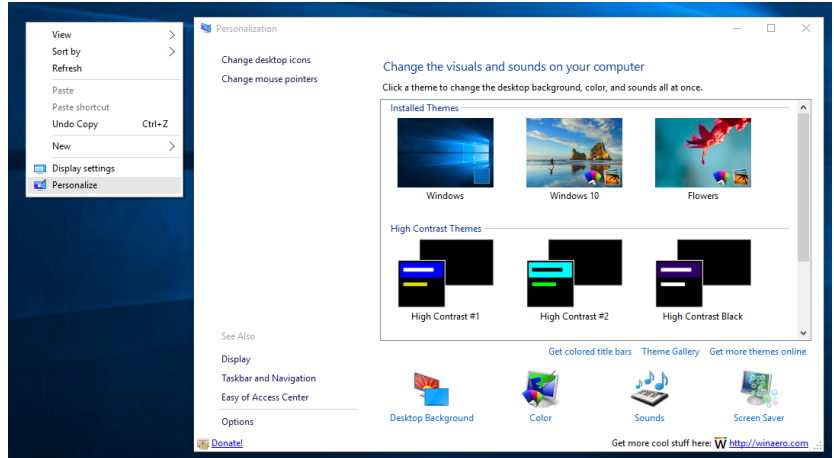 View
Sort by
Refresh
Paste
Paste shortcut
Undo Copy Ctrl+Z
New
Display settings
Personalize
Personalization
Change desktop icons
Change mouse pointers
Change the visuals and sounds on your computer
Click a theme to change the desktop background, color, and sounds all at once.
Installed Themes
Windows Windows 10 Flowers
High Contrast Themes
High Contrast #1 High Contrast #2 High Contrast Black
See Also
Display
Taskbar and Navigation
Easy of Access Center
Options
Get colored title bars Theme Gallery Get more themes online
Desktop Background Color Sounds Screen Saver
Donate!
Get more cool stuff here: W http://winaero.com